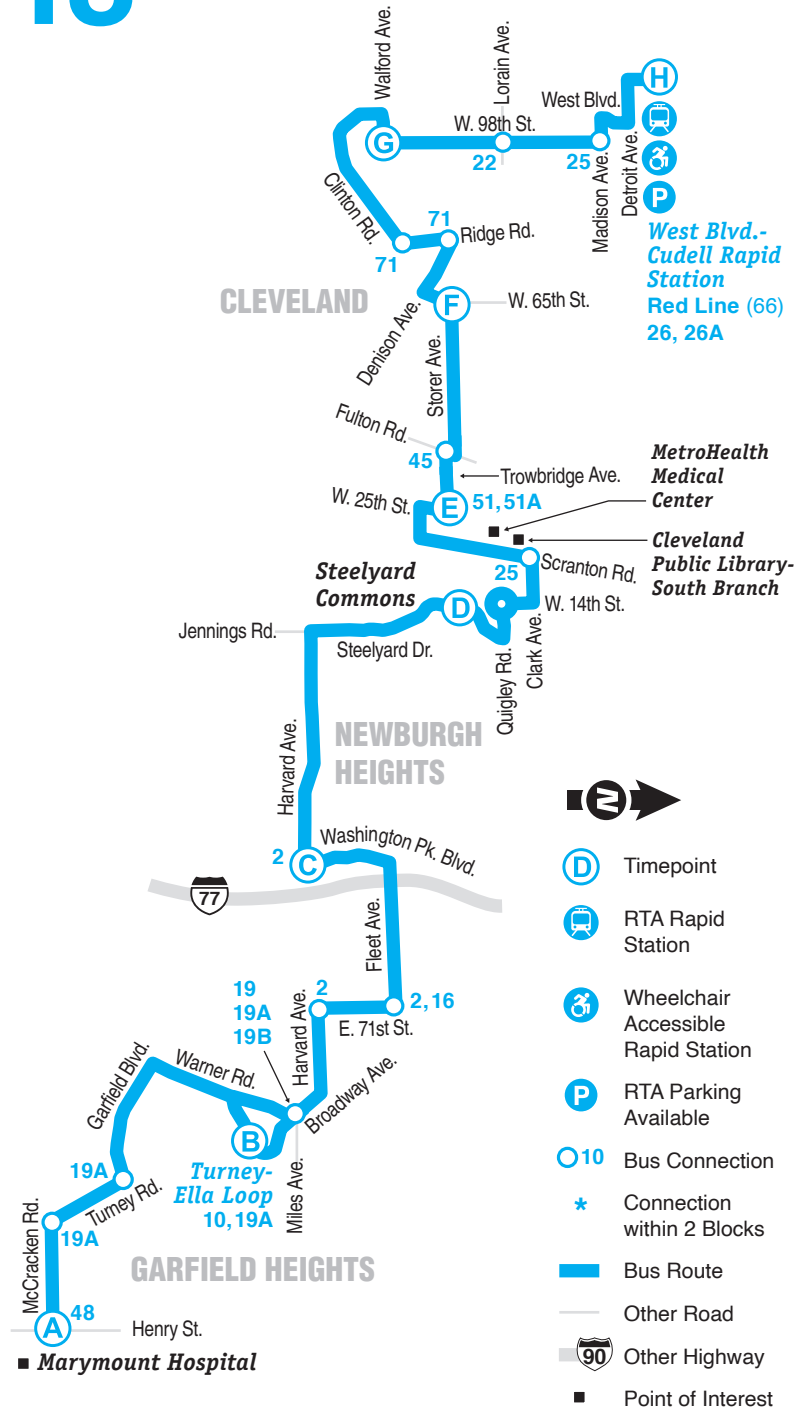 Walford Ave.
Lorain Ave.
West Blvd.
H
W. 98th St.
G
22
25
Madison Ave.
Detroit Ave.
P
Clinton Rd.
71
Ridge Rd.
71
West Blvd.-
Cudell Rapid
Station
Red Line (66)
26, 26A
CLEVELAND
F
W. 65th St.
Denison Ave.
Storer Ave.
Fulton Rd.
45
Trowbridge Ave.
MetroHealth
Medical
Center
W. 25th St.
E
51, 51A
Cleveland
Public Library-
South Branch
25
Scranton Rd.
Steelyard
Commons
D
W. 14th St.
Jennings Rd.
Steelyard Dr.
Quigley Rd.
Clark Ave.
Harvard Ave.
NEWBURGH
HEIGHTS
N
2
C
Washington Pk. Blvd.
77
D
Timepoint
RTA Rapid
Station
Fleet Ave.
19
19A
19B
2
Harvard Ave.
2, 16
E. 71st St.
Wheelchair
Accessible
Rapid Station
Garfield Blvd.
Warner Rd.
Broadway Ave.
P
RTA Parking
Available
B
10
Bus Connection
19A
Turney-
Ella Loop
10, 19A
Miles Ave.
*
Connection
within 2 Blocks
Turney Rd.
McCracken Rd.
19A
GARFIELD HEIGHTS
Bus Route
48
A
Henry St.
Other Road
Marymount Hospital
90
Other Highway
Point of Interest